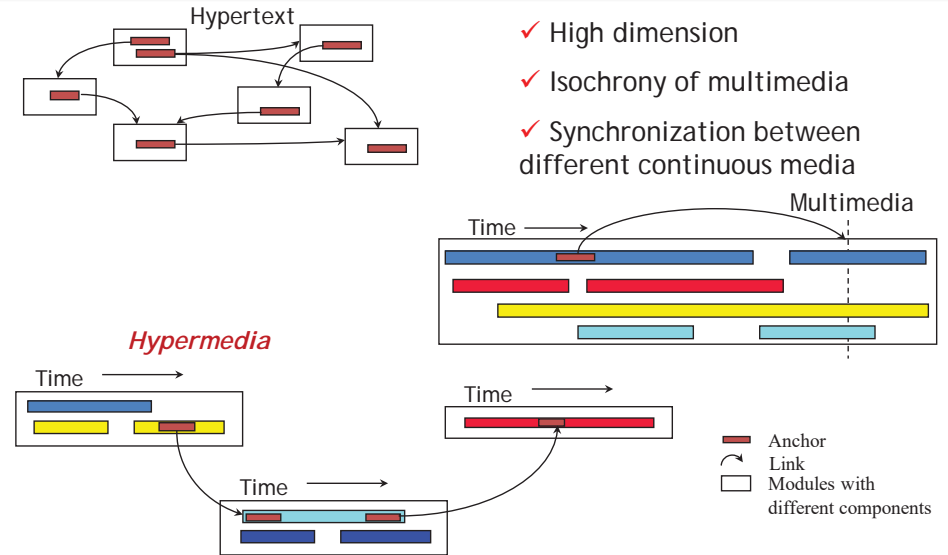 Hypertext
✓ High dimension
✓ Isochrony of multimedia
✓ Synchronization between
different continuous media
Multimedia
Time
Hypermedia
Time
Time
Time
Anchor
Link
Modules with
different components